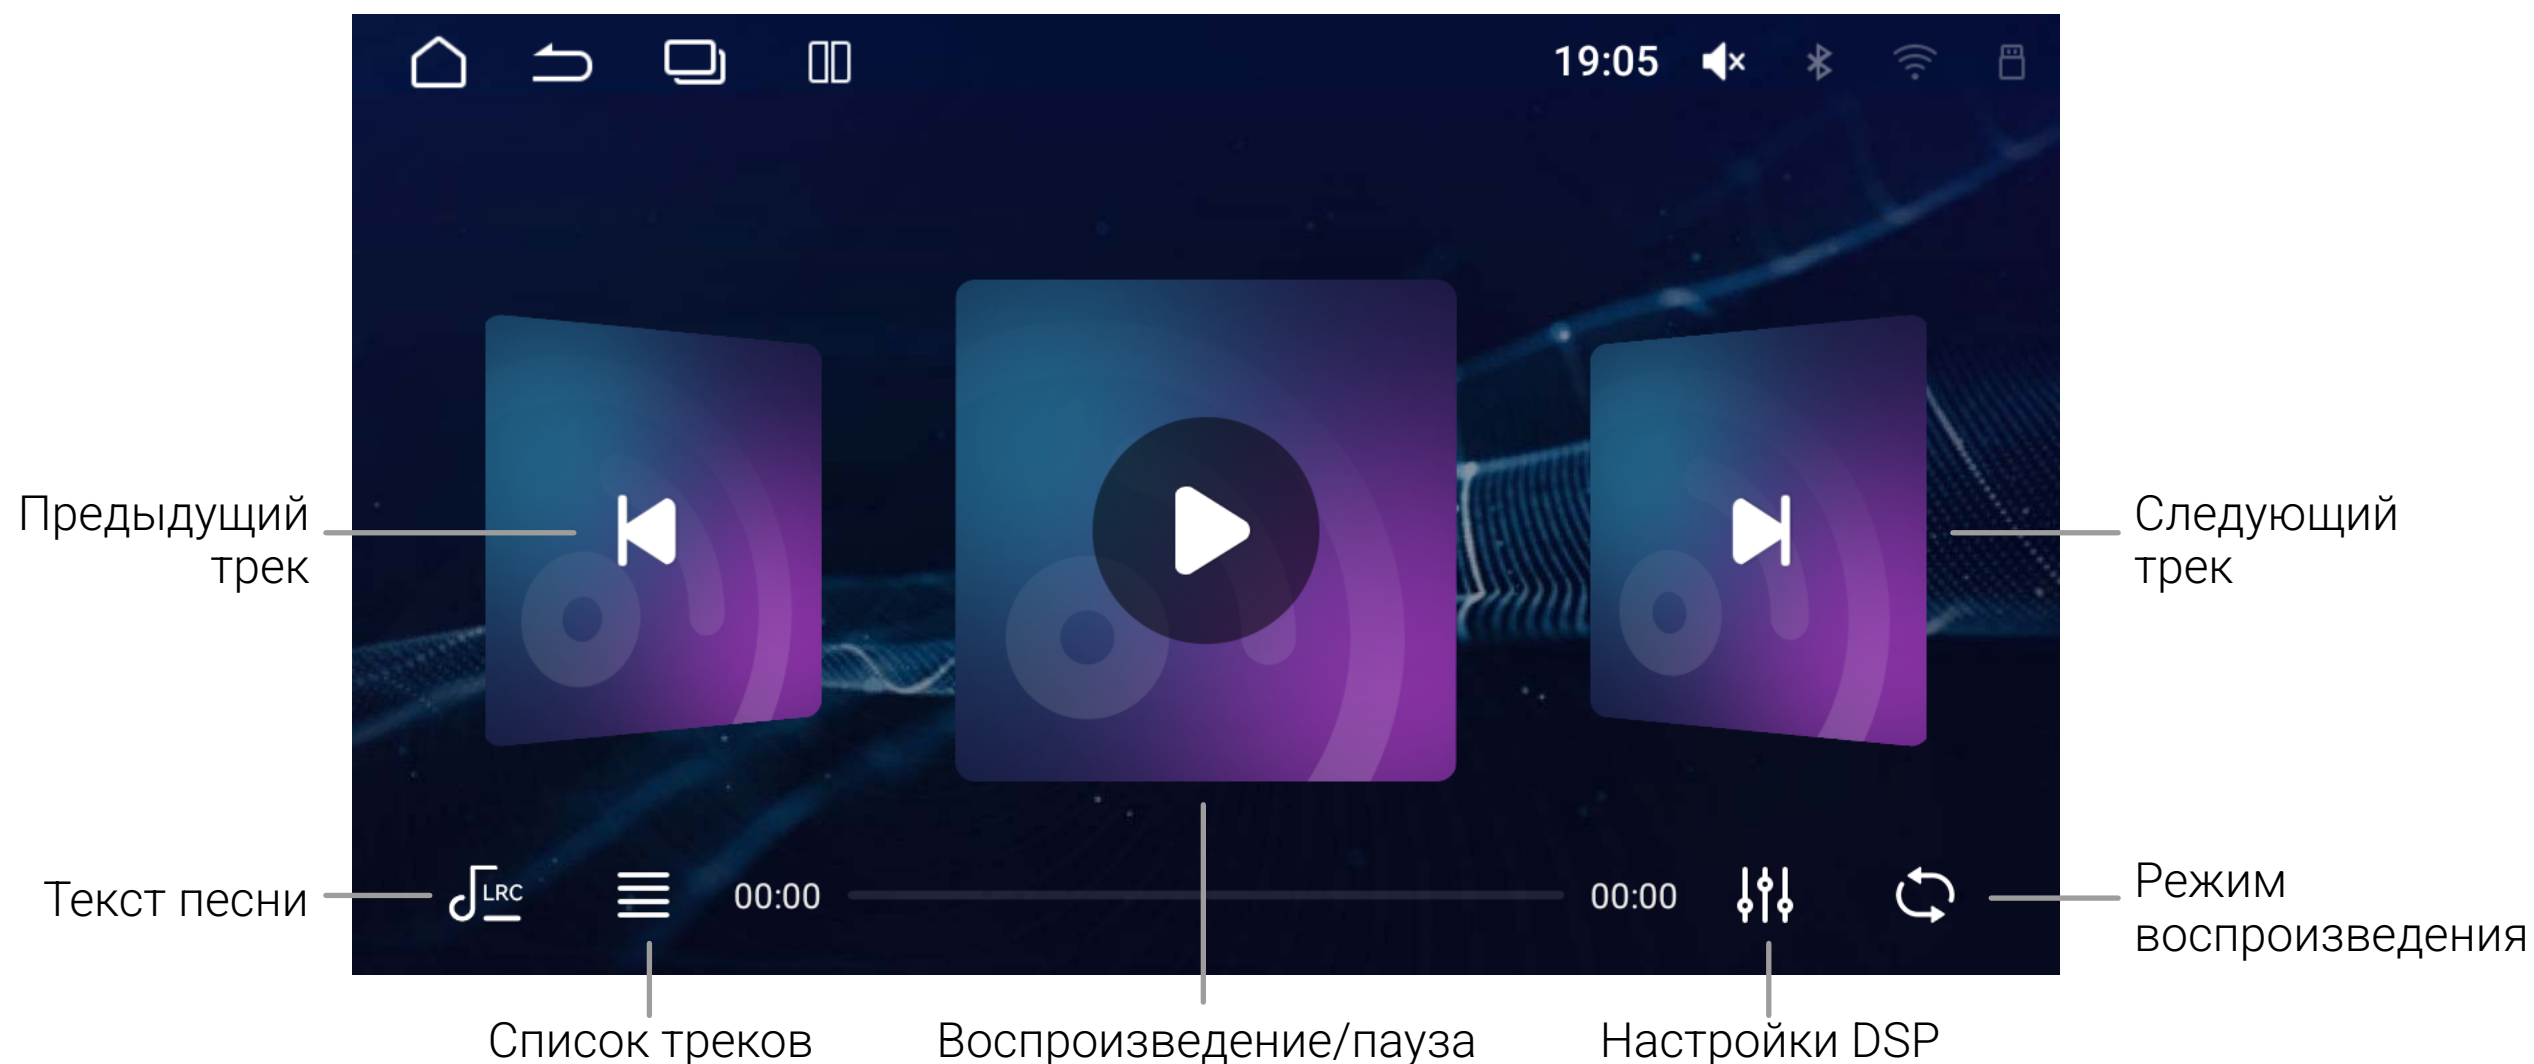 19:05
Предыдущий
трек
Следующий
трек
Текст песни
LRC
00:00
00:00
Режим
воспроизведения
Список треков
Воспроизведение/пауза
Настройки DSP